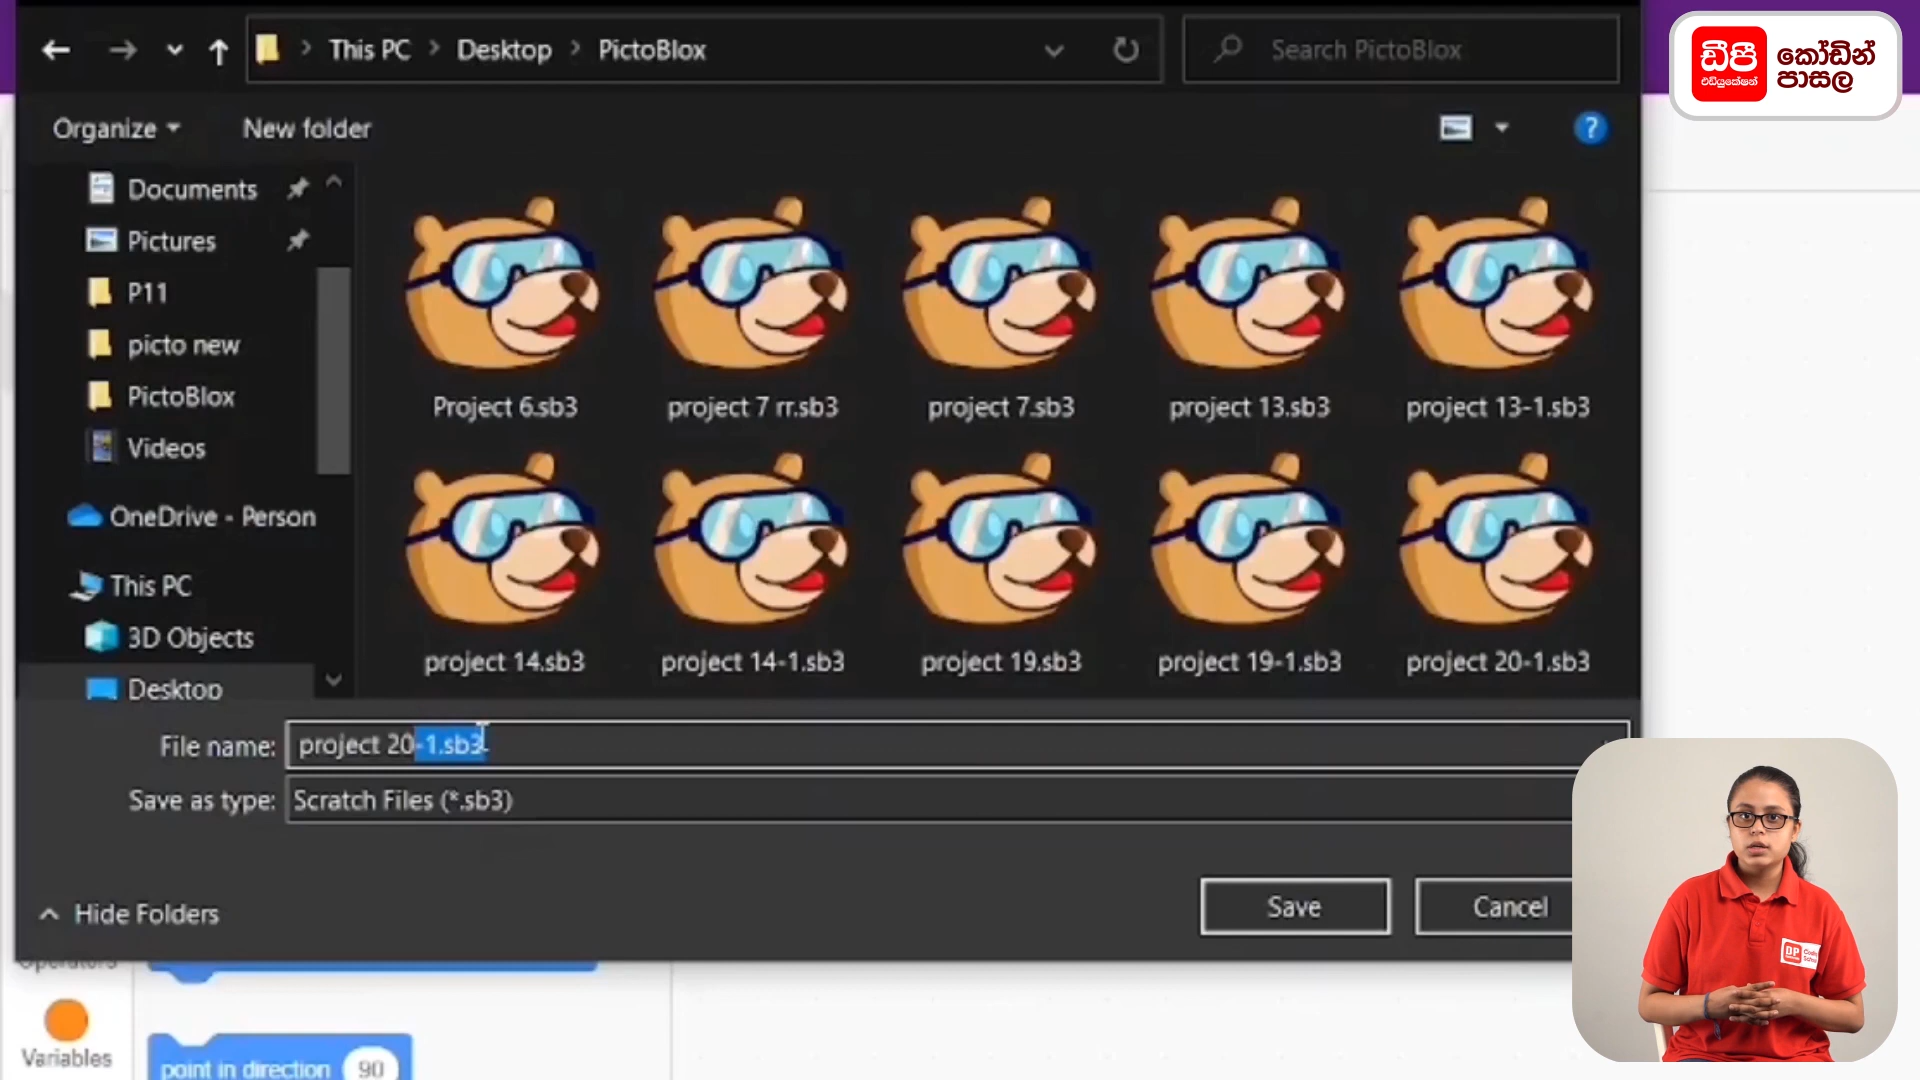 This PC
Desktop
PictoBlox
Search PictoBlox
ඩීපී
එඩියුකේෂන්
කෝඩින්
පාසල
Organize
New folder
Documents
Pictures
P11
picto new
PictoBlox
Videos
OneDrive - Person
This PC
3D Objects
Desktop
Project 6.sb3
project 7 rr.sb3
project 7.sb3
project 13.sb3
project 13-1.sb3
project 14.sb3
project 14-1.sb3
project 19.sb3
project 19-1.sb3
project 20-1.sb3
File name: project 20-1.sb3
Save as type: Scratch Files (*.sb3)
Hide Folders
Save
Cancel
Operators
Variables
point in direction 90
DP